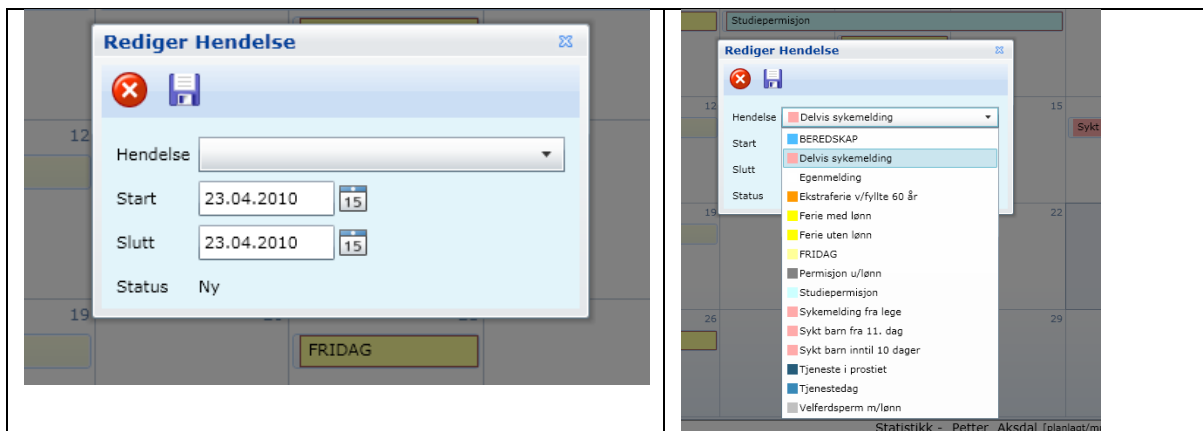 Rediger Hendelse
12
Hendelse
Start 23.04.2010 15
Slutt 23.04.2010 15
Status Ny
19
FRIDAG
Studiepermisjon
Rediger Hendelse
12
15
Hendelse Delvis sykemelding
Sykt
Start
Slutt
Status
BEREDSKAP
Delvis sykemelding
Egenmelding
Ekstraferie v/fyllte 60 år
19
22
Ferie med lønn
Ferie uten lønn
FRIDAG
Permisjon u/lønn
Studiepermisjon
26
29
Sykemelding fra lege
Sykt barn fra 11. dag
Sykt barn inntil 10 dager
Tjeneste i prostiet
Tjenestedag
Velferdsperm m/lønn
Statistikk - Petter Aksdal [planlagt/